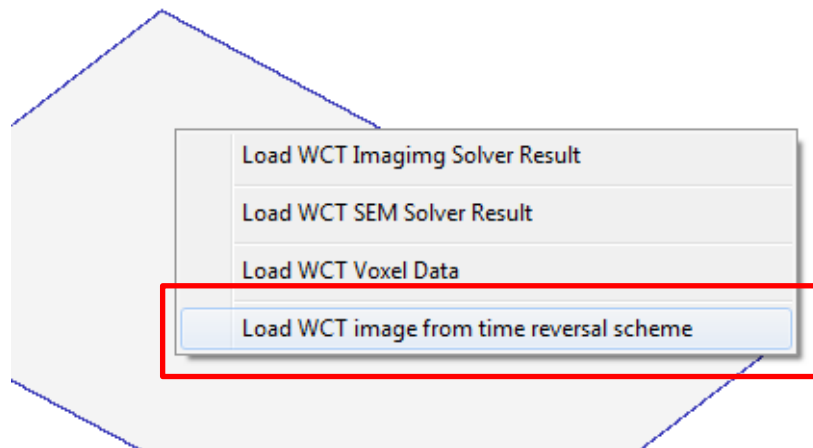 Load WCT Imagimg Solver Result
Load WCT SEM Solver Result
Load WCT Voxel Data
Load WCT image from time reversal scheme